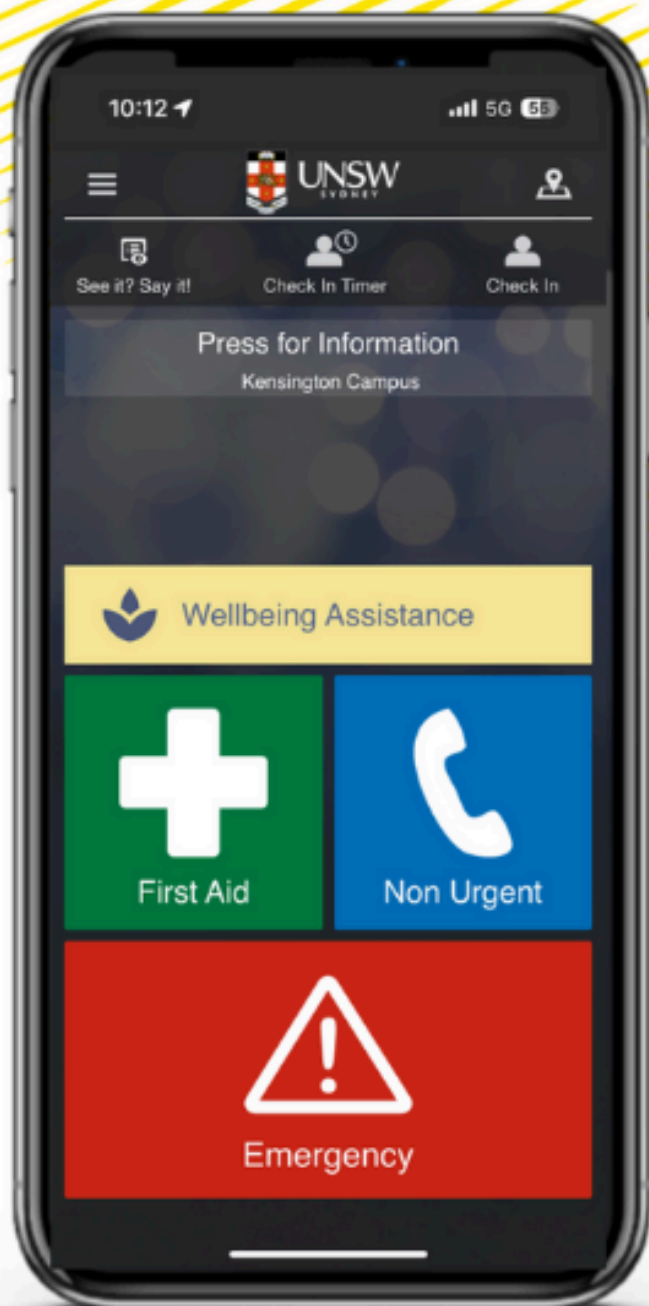 10:12
5G 55
UNSW
SYDNEY
See it? Say it!
Check In Timer
Check In
Press for Information
Kensington Campus
Wellbeing Assistance
First Aid
Non Urgent
Emergency